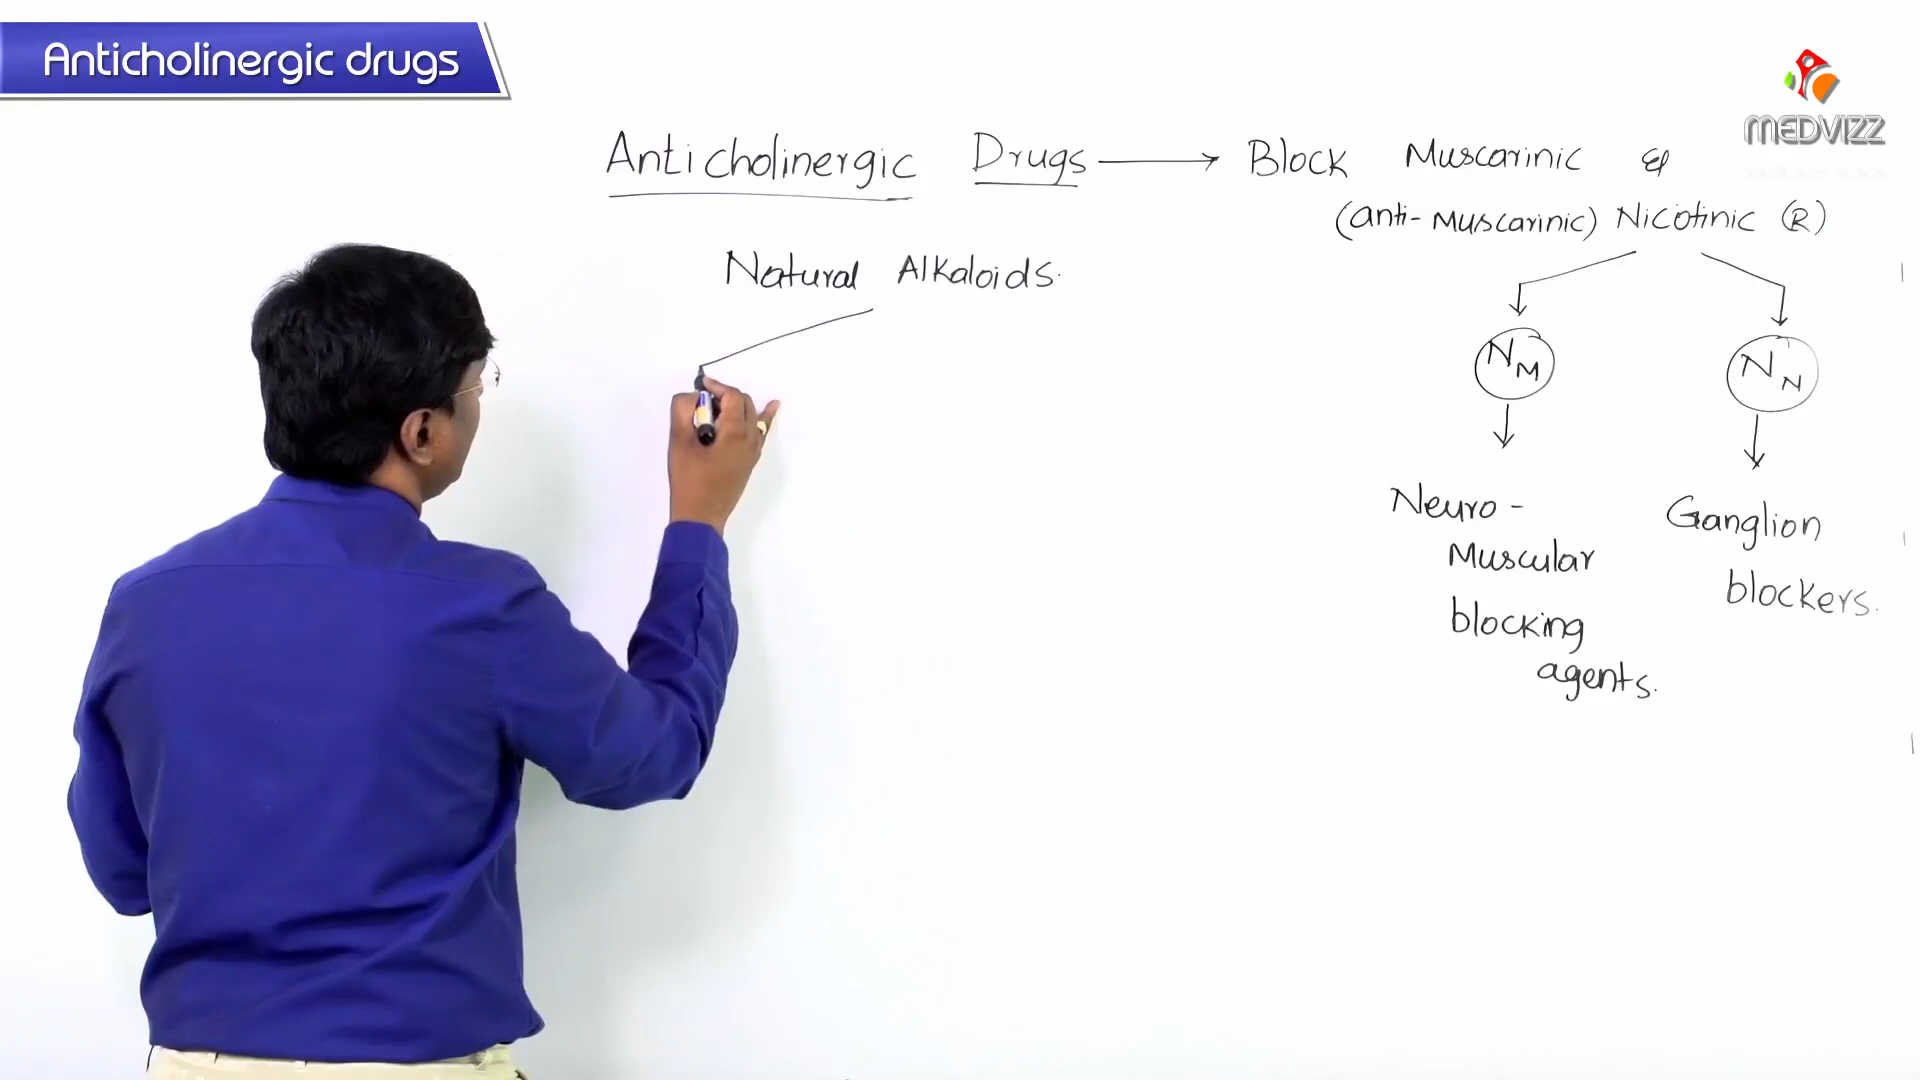 Anticholinergic drugs
MEDVIZZ
Anticholinergic Drugs → Block Muscarinic &
(anti-Muscarinic) Nicotinic (R)
Natural Alkaloids.
NM
NN
Neuro-
Muscular
blocking
agents.
Ganglion
blockers.